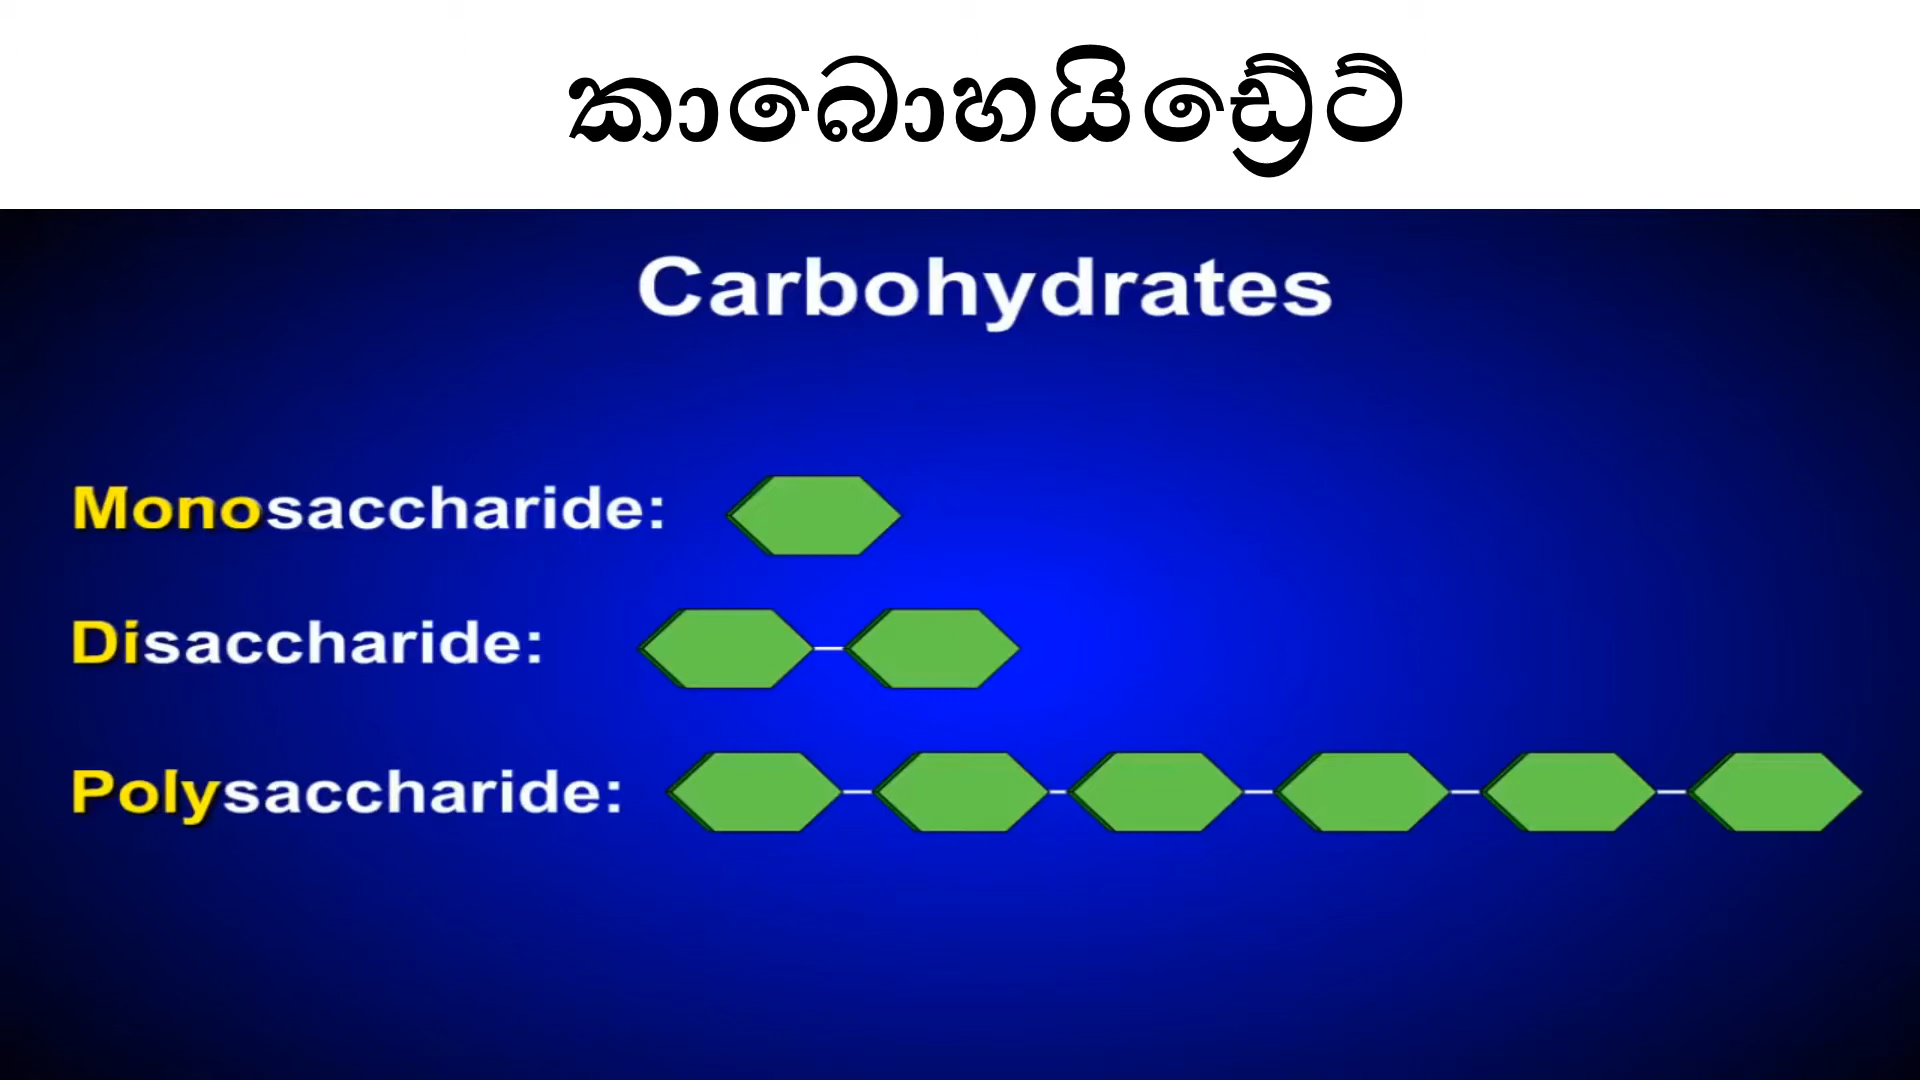 කාබොහයිඩ්‍රේට්
Carbohydrates
Monosaccharide:
Disaccharide:
Polysaccharide: